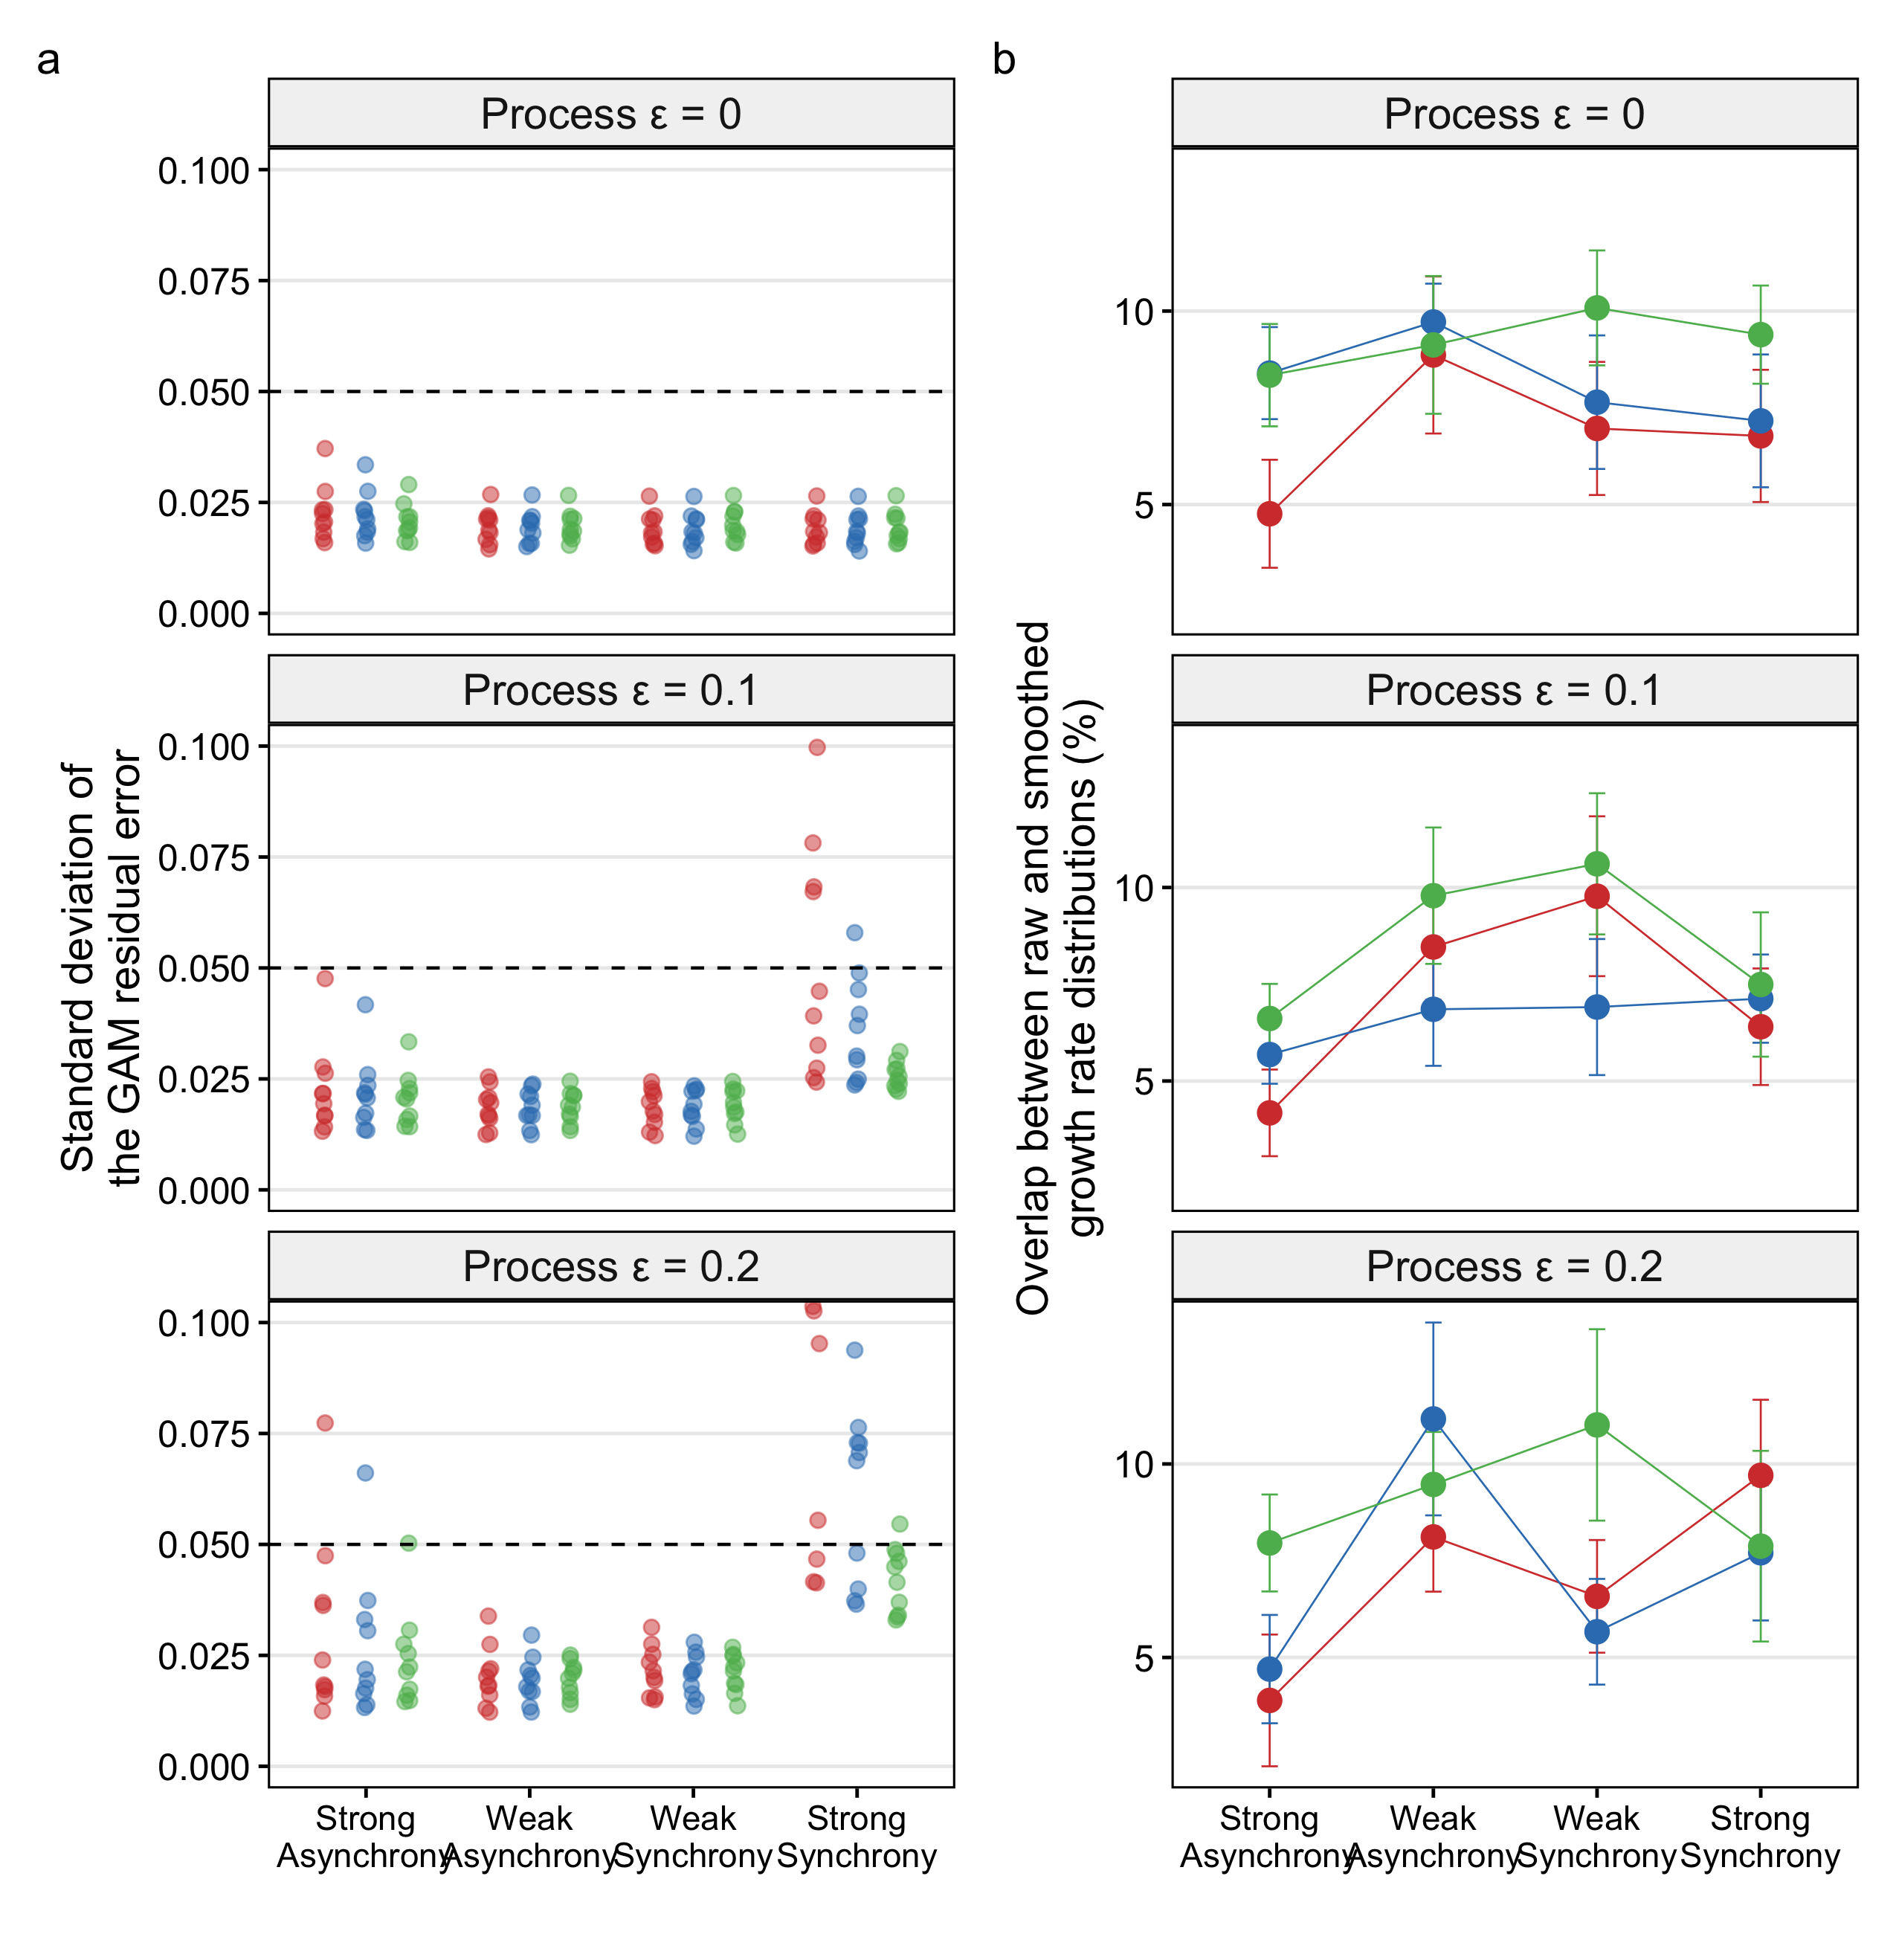 a
Process ε = 0
0.100
0.075
0.050
0.025
0.000
Process ε = 0.1
0.100
0.075
0.050
0.025
0.000
Process ε = 0.2
0.100
0.075
0.050
0.025
0.000
Standard deviation of
the GAM residual error
Strong
Asynchrony
Weak
Asynchrony
Weak
Synchrony
Strong
Synchrony
b
Process ε = 0
10
5
Process ε = 0.1
10
5
Process ε = 0.2
10
5
Overlap between raw and smoothed
growth rate distributions (%)
Strong
Asynchrony
Weak
Asynchrony
Weak
Synchrony
Strong
Synchrony